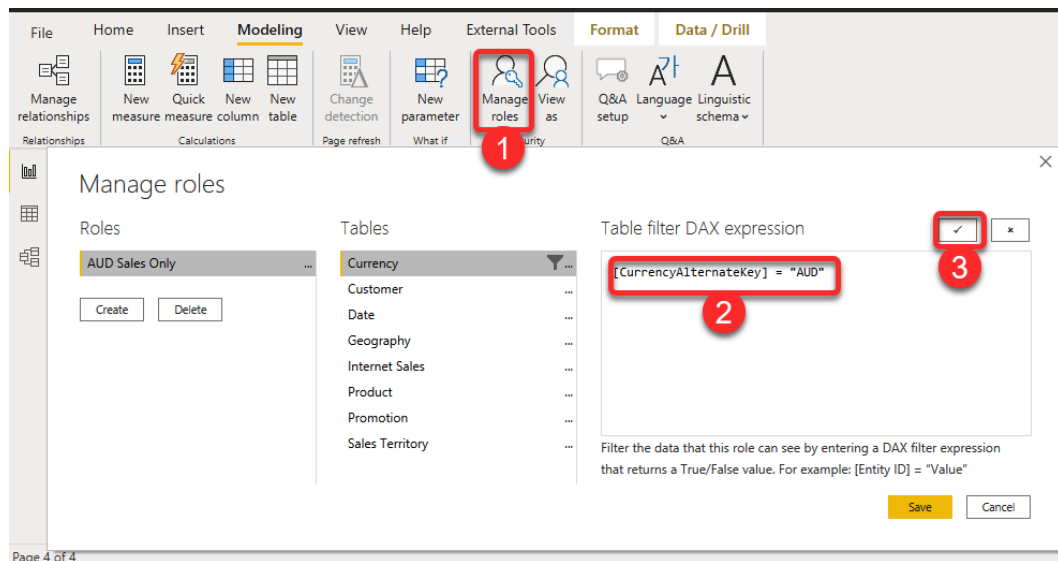 File Home Insert Modeling View Help External Tools Format Data / Drill
Manage relationships
New measure
Quick measure
New column
New table
Change detection
New parameter
Manage roles
View as
Q&A setup
Language
Linguistic schema
Relationships Calculations Page refresh What if urity Q&A
1
Manage roles
Roles
AUD Sales Only ...
Create Delete
Tables
Currency ...
Customer ...
Date ...
Geography ...
Internet Sales ...
Product ...
Promotion ...
Sales Territory ...
Table filter DAX expression
3
[CurrencyAlternateKey] = "AUD"
2
Filter the data that this role can see by entering a DAX filter expression
that returns a True/False value. For example: [Entity ID] = "Value"
Save Cancel
Page 4 of 4